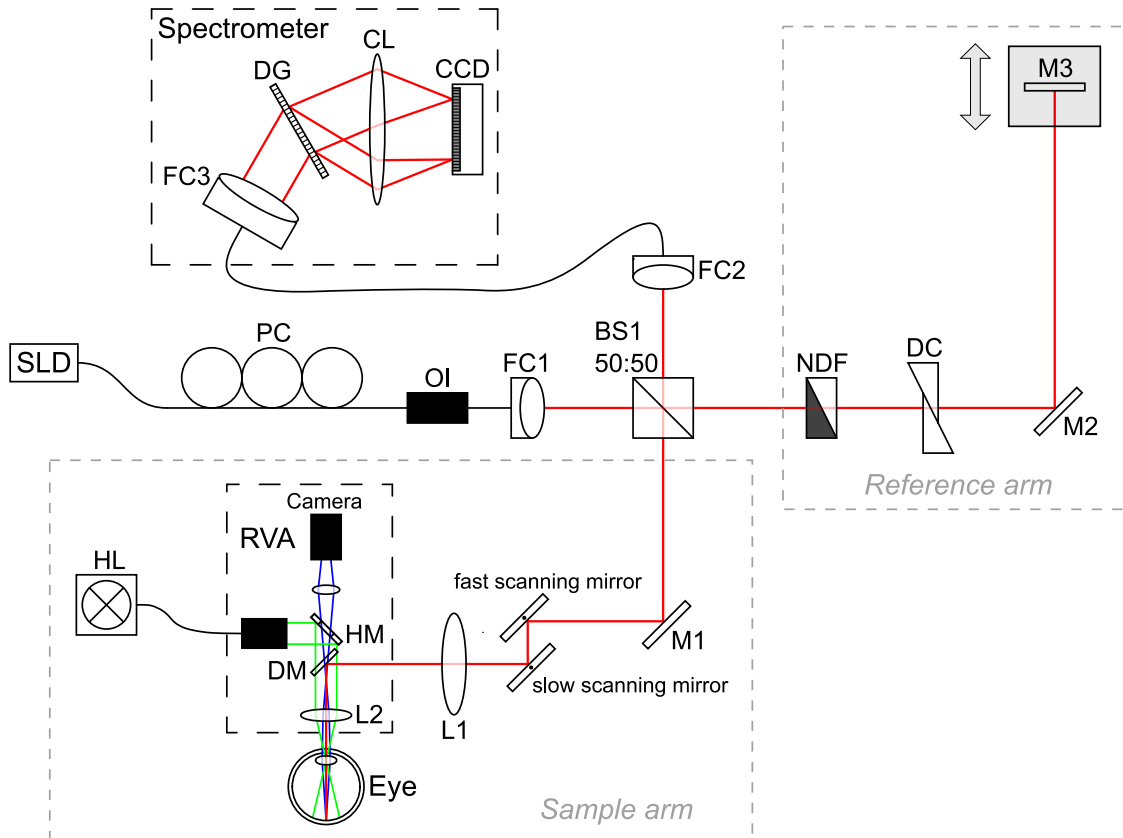 Spectrometer
CL
DG
CCD
M3
FC3
FC2
PC
BS1
50:50
SLD
OI
FC1
NDF
DC
M2
Reference arm
Camera
RVA
HL
fast scanning mirror
HM
M1
DM
slow scanning mirror
L2
L1
Eye
Sample arm